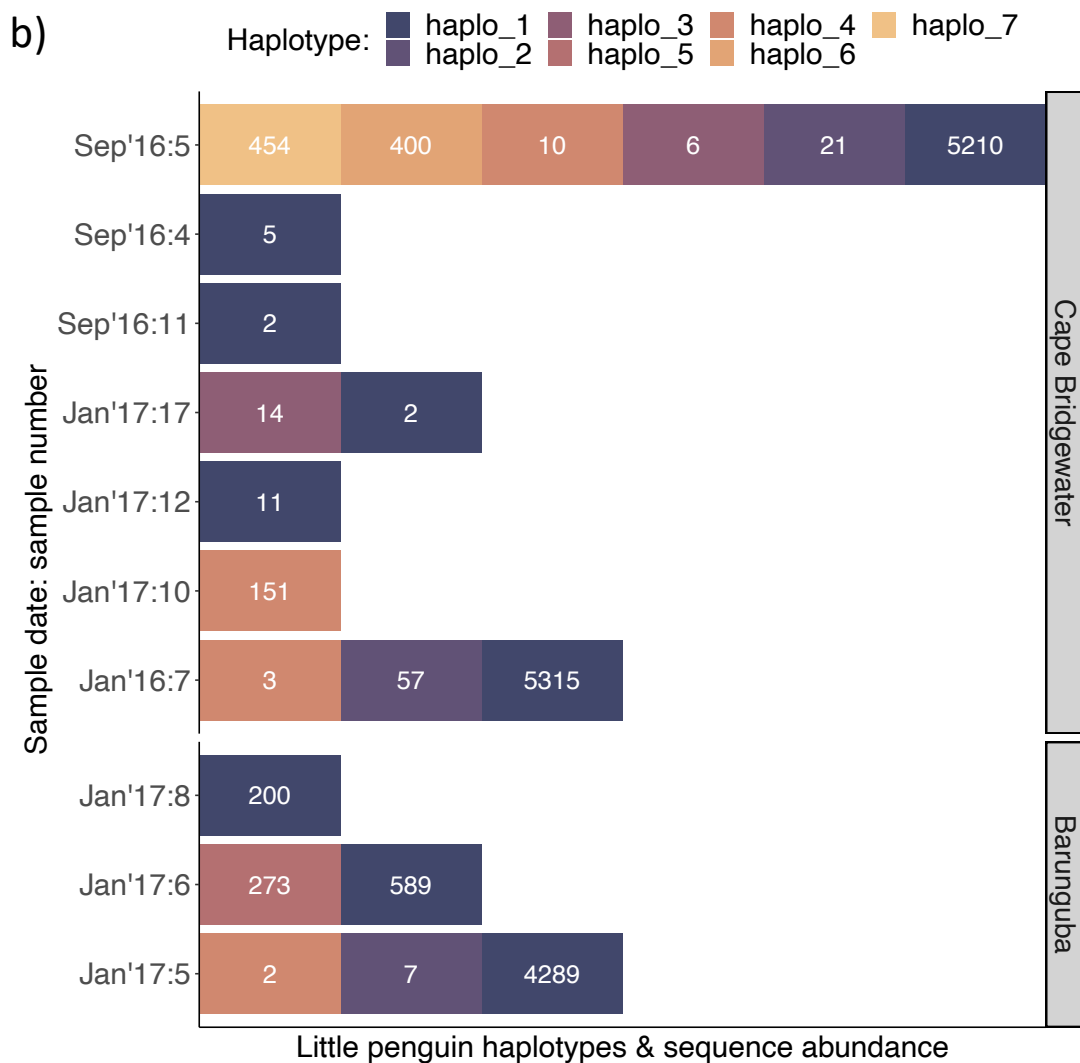 b)
Haplotype:
haplo_1 haplo_3 haplo_4 haplo_7
haplo_2 haplo_5 haplo_6
Sample date: sample number
Sep'16:5 454 400 10 6 21 5210
Sep'16:4 5
Sep'16:11 2
Jan'17:17 14 2
Jan'17:12 11
Jan'17:10 151
Jan'16:7 3 57 5315
Cape Bridgewater
Jan'17:8 200
Jan'17:6 273 589
Jan'17:5 2 7 4289
Barunguba
Little penguin haplotypes & sequence abundance